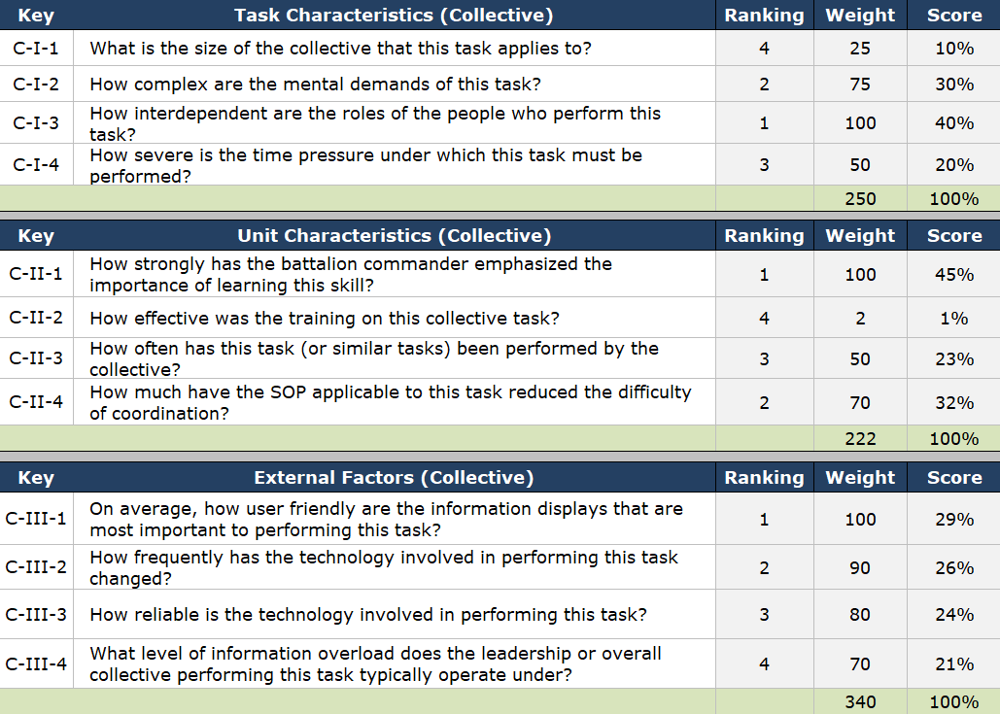 Key Task Characteristics (Collective) Ranking Weight Score
C-I-1 What is the size of the collective that this task applies to? 4 25 10%
C-I-2 How complex are the mental demands of this task? 2 75 30%
C-I-3 How interdependent are the roles of the people who perform this
task? 1 100 40%
C-I-4 How severe is the time pressure under which this task must be
performed? 3 50 20%
250 100%
Key Unit Characteristics (Collective) Ranking Weight Score
C-II-1 How strongly has the battalion commander emphasized the
importance of learning this skill? 1 100 45%
C-II-2 How effective was the training on this collective task? 4 2 1%
C-II-3 How often has this task (or similar tasks) been performed by the
collective? 3 50 23%
C-II-4 How much have the SOP applicable to this task reduced the difficulty
of coordination? 2 70 32%
222 100%
Key External Factors (Collective) Ranking Weight Score
C-III-1 On average, how user friendly are the information displays that are
most important to performing this task? 1 100 29%
C-III-2 How frequently has the technology involved in performing this task
changed? 2 90 26%
C-III-3 How reliable is the technology involved in performing this task? 3 80 24%
C-III-4 What level of information overload does the leadership or overall
collective performing this task typically operate under? 4 70 21%
340 100%